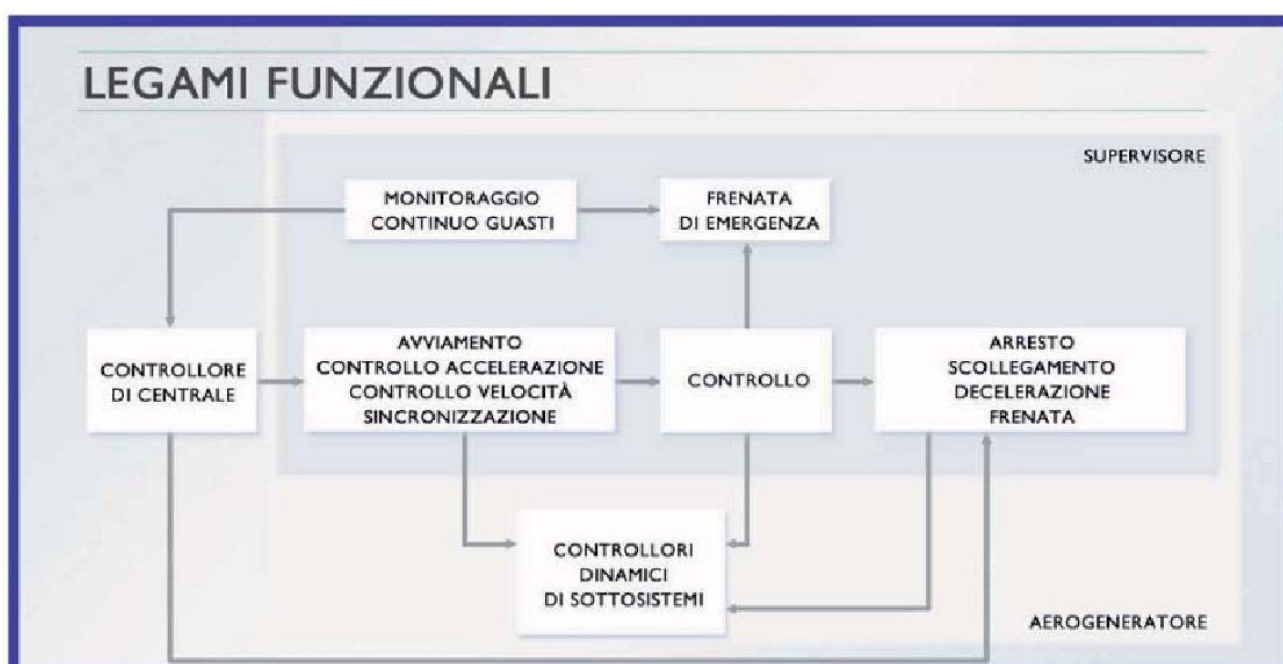 LEGAMI FUNZIONALI
SUPERVISORE
MONITORAGGIO
CONTINUO GUASTI
FRENATA
DI EMERGENZA
CONTROLLORE
DI CENTRALE
AVVIAMENTO
CONTROLLO ACCELERAZIONE
CONTROLLO VELOCITÀ
SINCRONIZZAZIONE
CONTROLLO
ARRESTO
SCOLLEGAMENTO
DECELERAZIONE
FRENATA
CONTROLLORI
DINAMICI
DI SOTTOSISTEMI
AEROGENERATORE